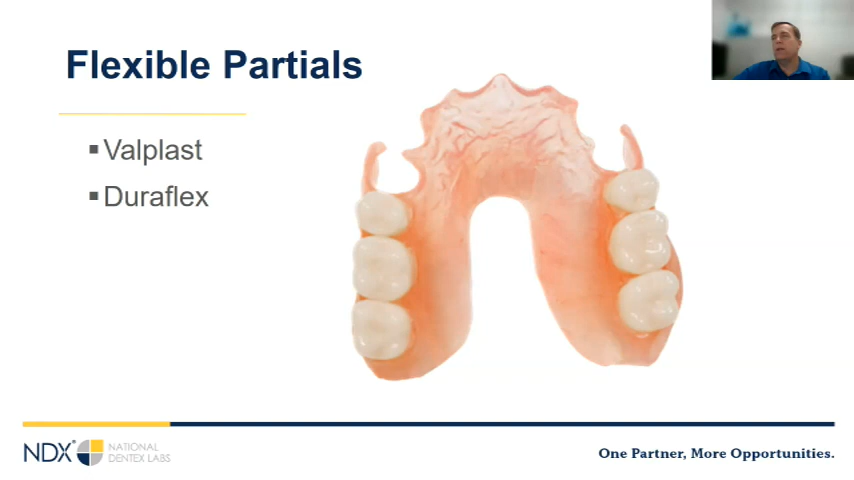 Flexible Partials
▪Valplast
▪Duraflex
NDX® NATIONAL
DENTEX LABS
One Partner, More Opportunities.